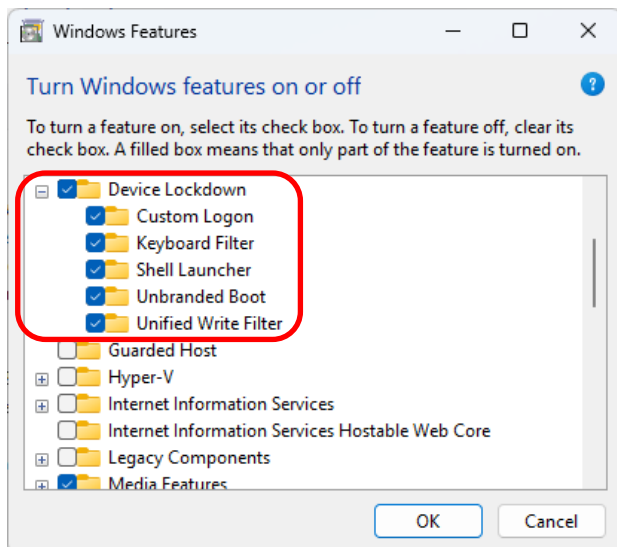 Windows Features
Turn Windows features on or off
?
To turn a feature on, select its check box. To turn a feature off, clear its
check box. A filled box means that only part of the feature is turned on.
Device Lockdown
Custom Logon
Keyboard Filter
Shell Launcher
Unbranded Boot
Unified Write Filter
Guarded Host
Hyper-V
Internet Information Services
Internet Information Services Hostable Web Core
Legacy Components
Media Features
OK Cancel